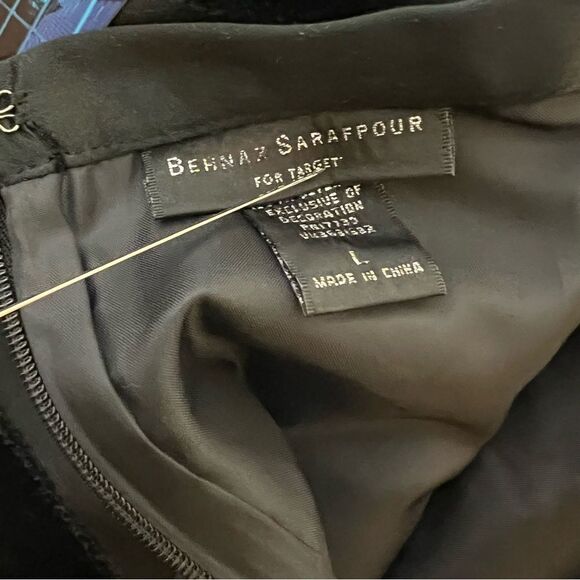 BEHNAZ SARAFPOUR
FOR TARGET
EXCLUSIVE OF
DECORATION
L
MADE IN CHINA